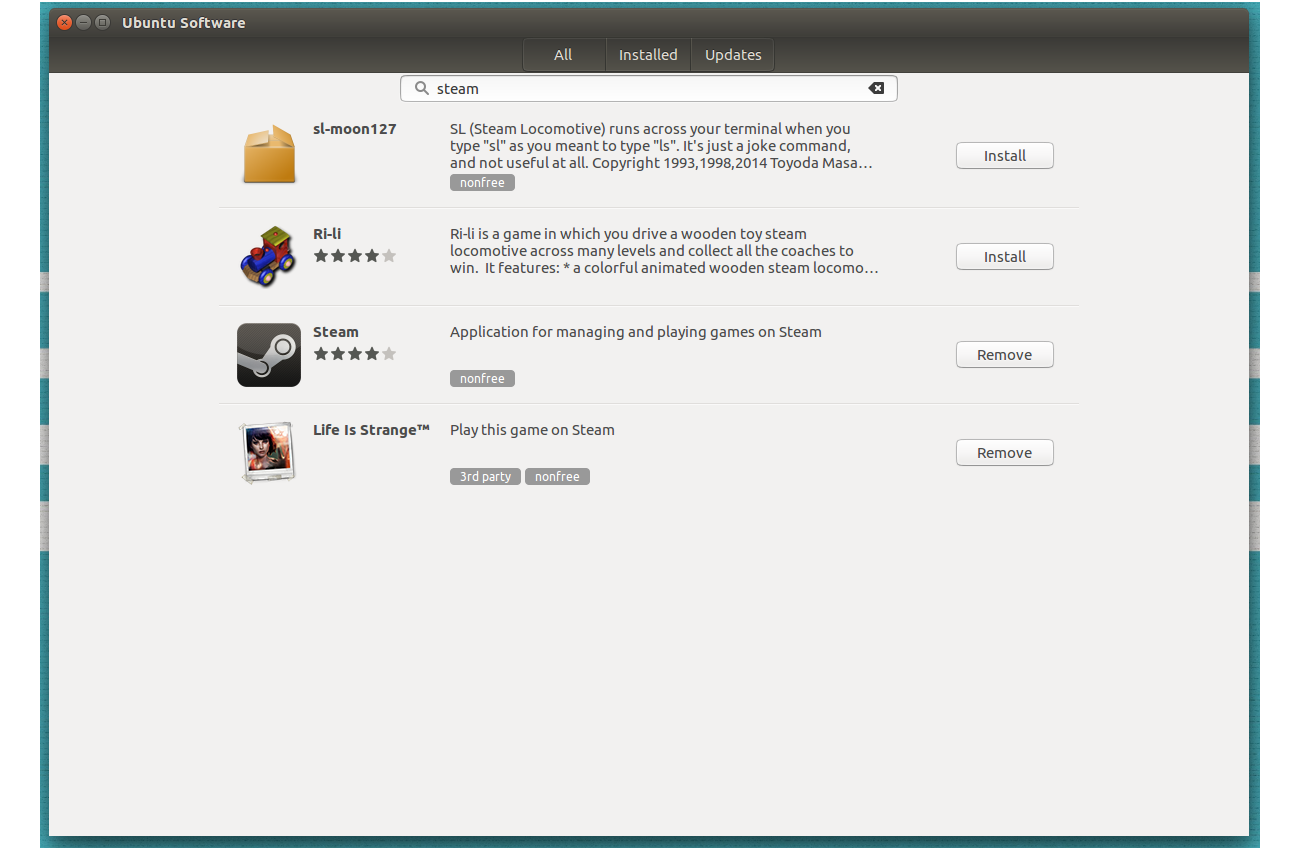 Ubuntu Software
All Installed Updates
steam
sl-moon127
SL (Steam Locomotive) runs across your terminal when you
type "sl" as you meant to type "ls". It's just a joke command,
and not useful at all. Copyright 1993,1998,2014 Toyoda Masa…
nonfree
Install
Ri-li
Ri-li is a game in which you drive a wooden toy steam
locomotive across many levels and collect all the coaches to
win.  It features: * a colorful animated wooden steam locomo…
Install
Steam
Application for managing and playing games on Steam
nonfree
Remove
Life Is Strange™
Play this game on Steam
3rd party nonfree
Remove